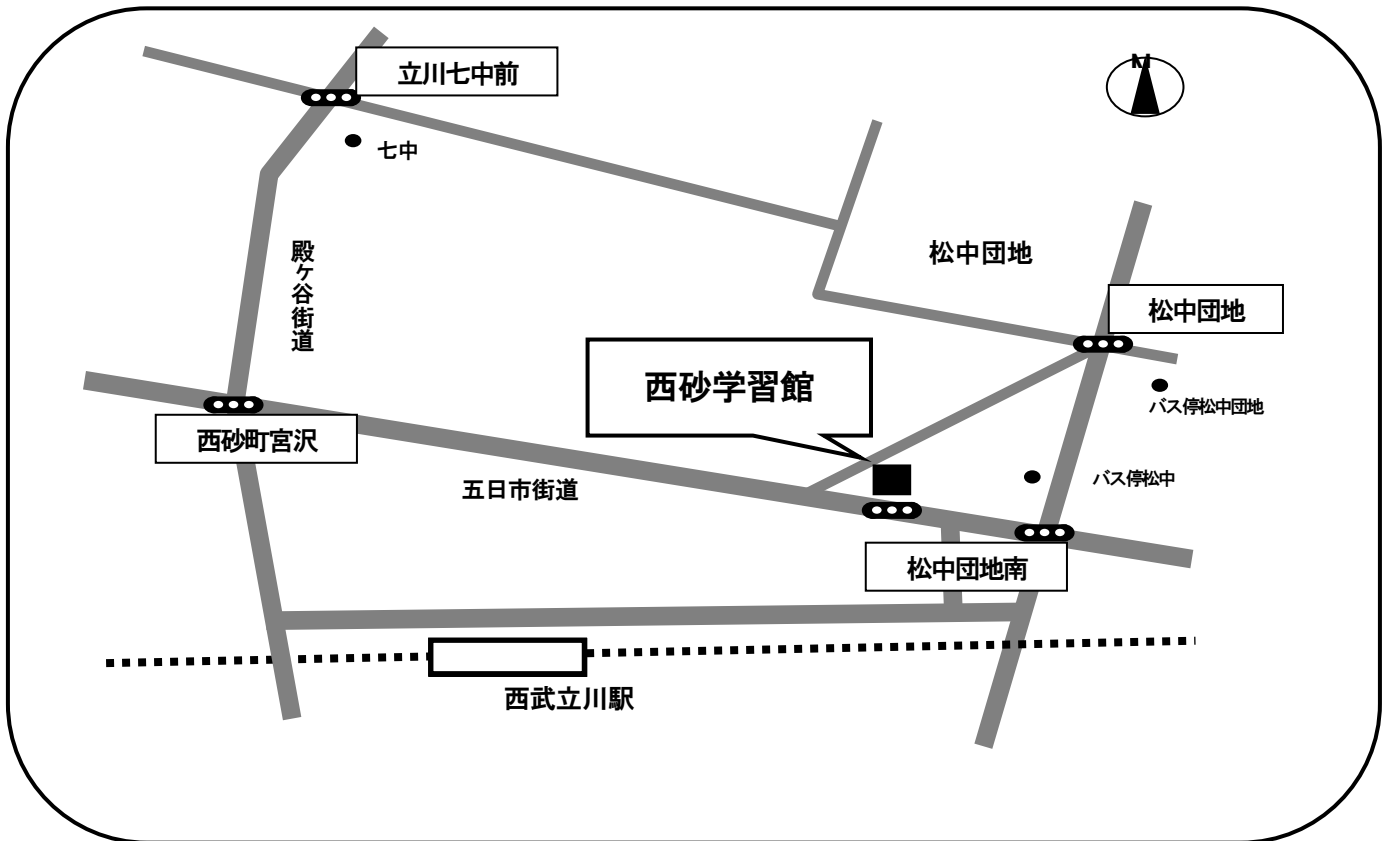 立川七中前
N
七中
殿ヶ谷街道
松中団地
松中団地
西砂学習館
バス停松中団地
西砂町宮沢
五日市街道
バス停松中
松中団地南
西武立川駅